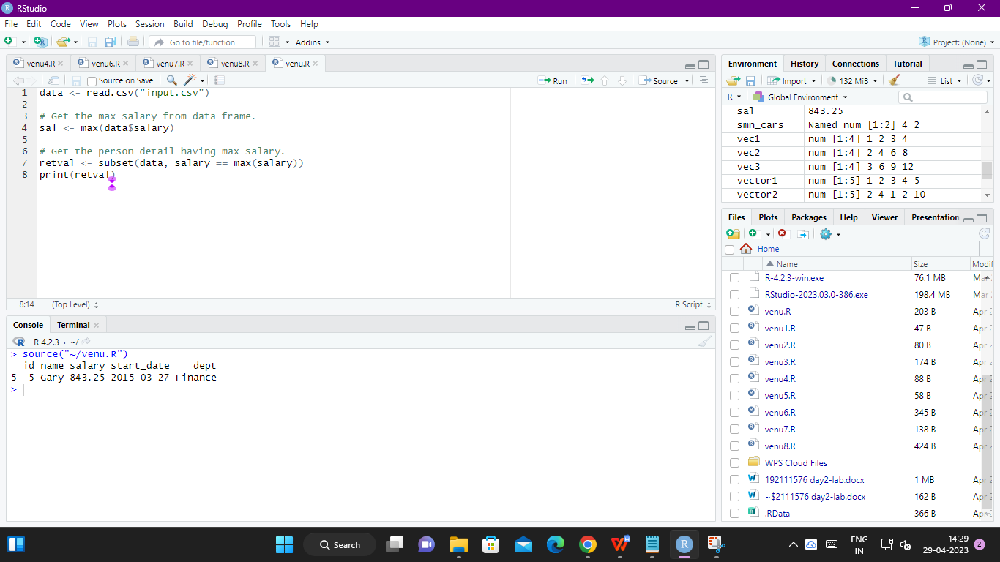 RStudio
File Edit Code View Plots Session Build Debug Profile Tools Help
Go to file/function Addins Project: (None)
venu4.R venu6.R venu7.R venu8.R venu.R
Source on Save Run Source
1 data <- read.csv("input.csv")
2
3 # Get the max salary from data frame.
4 sal <- max(data$salary)
5
6 # Get the person detail having max salary.
7 retval <- subset(data, salary == max(salary))
8 print(retval)
8:14 (Top Level) R Script
Console Terminal
R 4.2.3 · ~/
> source("~/venu.R")
id name salary start_date dept
5 5 Gary 843.25 2015-03-27 Finance
>
Environment History Connections Tutorial
Import 132 MiB List
R Global Environment
sal 843.25
smn_cars Named num [1:2] 4 2
vec1 num [1:4] 1 2 3 4
vec2 num [1:4] 2 4 6 8
vec3 num [1:4] 3 6 9 12
vector1 num [1:5] 1 2 3 4 5
vector2 num [1:5] 2 4 1 2 10
Files Plots Packages Help Viewer Presentation
Home ...
Name Size Modif
R-4.2.3-win.exe 76.1 MB Mar
RStudio-2023.03.0-386.exe 198.4 MB Mar
venu.R 203 B Apr 2
venu1.R 47 B Apr 2
venu2.R 80 B Apr 2
venu3.R 174 B Apr 2
venu4.R 88 B Apr 2
venu5.R 58 B Apr 2
venu6.R 345 B Apr 2
venu7.R 138 B Apr 2
venu8.R 424 B Apr 2
WPS Cloud Files
192111576 day2-lab.docx 1 MB Apr 2
~$2111576 day2-lab.docx 162 B Apr 2
.RData 366 B Apr 2
Search
ENG
IN
14:29
29-04-2023
2